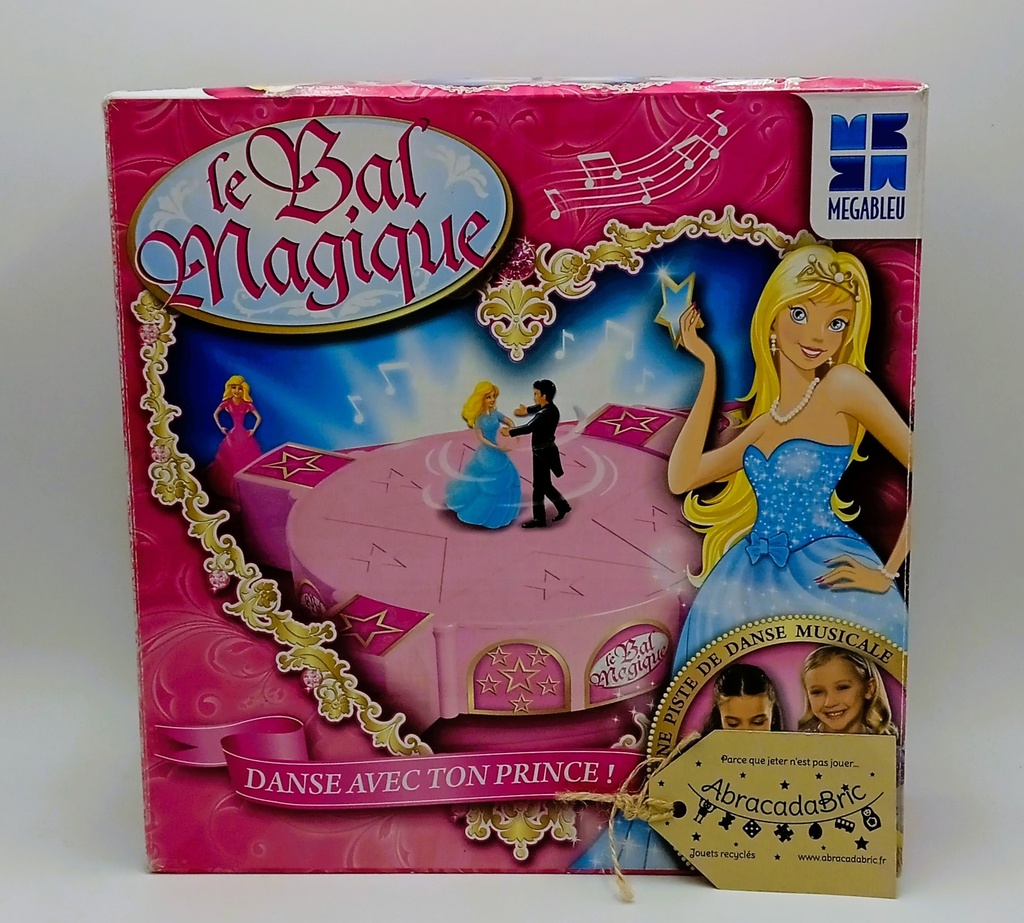 le Bal
Magique
MEGABLEU
le Bal
Magique
NE PISTE DE DANSE MUSICALE
DANSE AVEC TON PRINCE !
Parce que jeter n'est pas jouer...
AbracadaBric
Jouets recyclés
www.abracadabric.fr